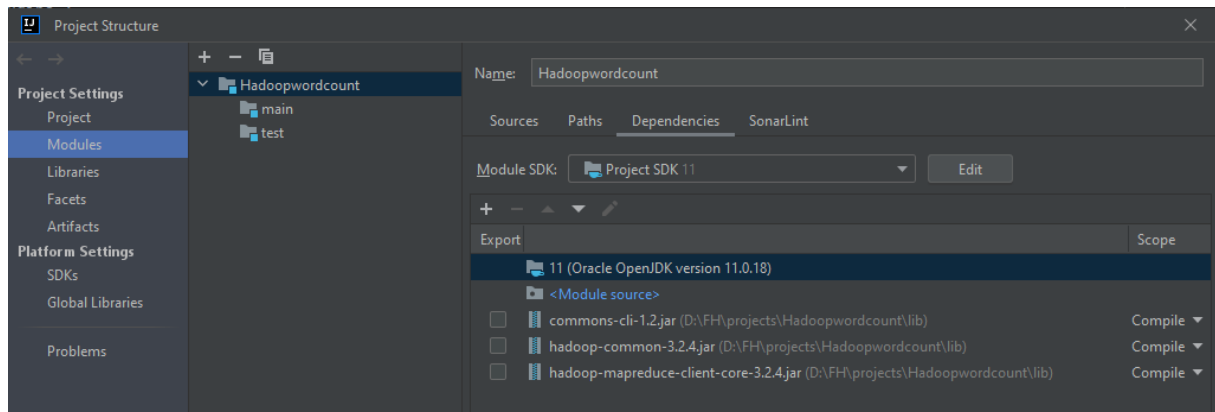 Project Structure
Project Settings
Project
Modules
Libraries
Facets
Artifacts
Platform Settings
SDKs
Global Libraries
Problems
Hadoopwordcount
main
test
Name: Hadoopwordcount
Sources Paths Dependencies SonarLint
Module SDK: Project SDK 11 Edit
Export Scope
11 (Oracle OpenJDK version 11.0.18)
<Module source>
commons-cli-1.2.jar (D:\FH\projects\Hadoopwordcount\lib) Compile
hadoop-common-3.2.4.jar (D:\FH\projects\Hadoopwordcount\lib) Compile
hadoop-mapreduce-client-core-3.2.4.jar (D:\FH\projects\Hadoopwordcount\lib) Compile